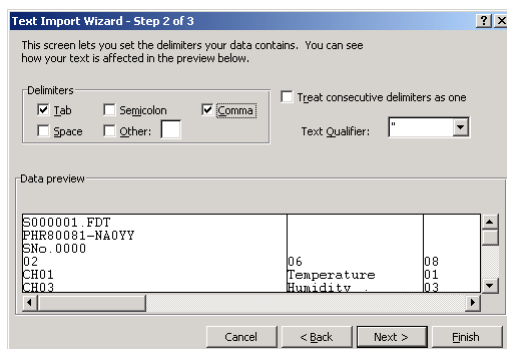 Text Import Wizard - Step 2 of 3
This screen lets you set the delimiters your data contains. You can see
how your text is affected in the preview below.
Delimiters
Tab Semicolon Comma
Space Other:
Treat consecutive delimiters as one
Text Qualifier: "
Data preview
S000001.FDT
PHR80081-NA0YY
SNo.0000
02 06 08
CH01 Temperature 01
CH03 Humidity . 03
Cancel < Back Next > Finish